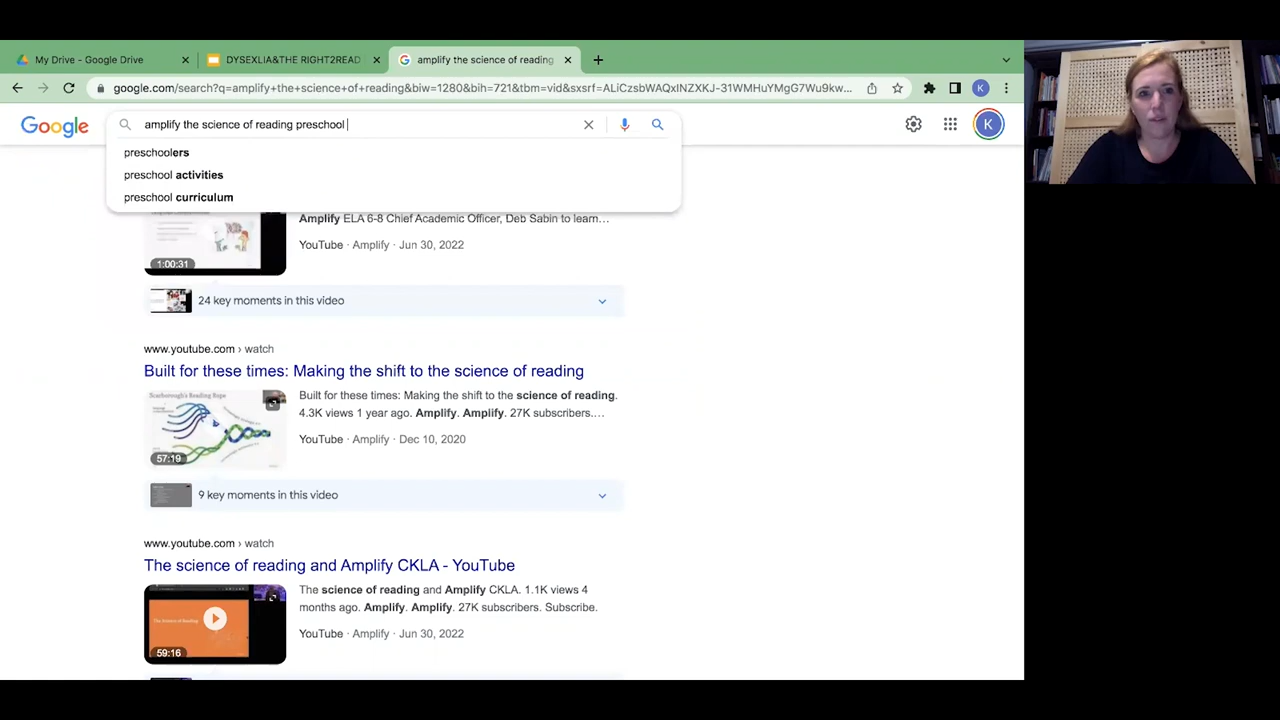 My Drive - Google Drive
DYSEXLIA&THE RIGHT2READ
amplify the science of reading
google.com/search?q=amplify+the+science+of+reading&biw=1280&bih=721&tbm=vid&sxsrf=ALiCzsbWAQxINZXKJ-31WMHuYMgG7Wu9kw...
K
Google
amplify the science of reading preschool
K
preschoolers
preschool activities
preschool curriculum
Amplify ELA 6-8 Chief Academic Officer, Deb Sabin to learn...
YouTube · Amplify · Jun 30, 2022
1:00:31
24 key moments in this video
www.youtube.com › watch
Built for these times: Making the shift to the science of reading
Scarborough's Reading Rope
Built for these times: Making the shift to the science of reading.
4.3K views 1 year ago. Amplify. Amplify. 27K subscribers....
YouTube · Amplify · Dec 10, 2020
57:19
9 key moments in this video
www.youtube.com › watch
The science of reading and Amplify CKLA - YouTube
The science of reading and Amplify CKLA. 1.1K views 4
months ago. Amplify. Amplify. 27K subscribers. Subscribe.
The Science of Reading
YouTube · Amplify · Jun 30, 2022
59:16